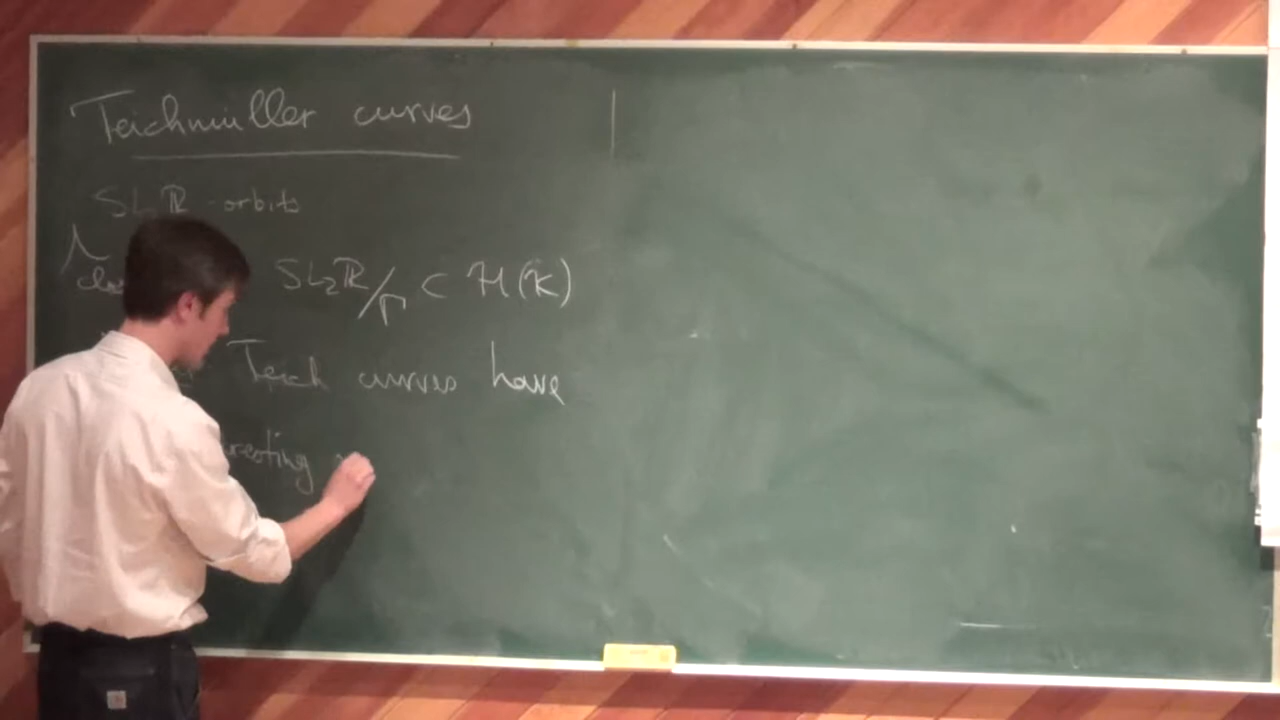 Teichmüller curves
SL₂ℝ -orbits
SL₂ℝ/Γ ⊂ H(K)
Teich curves have